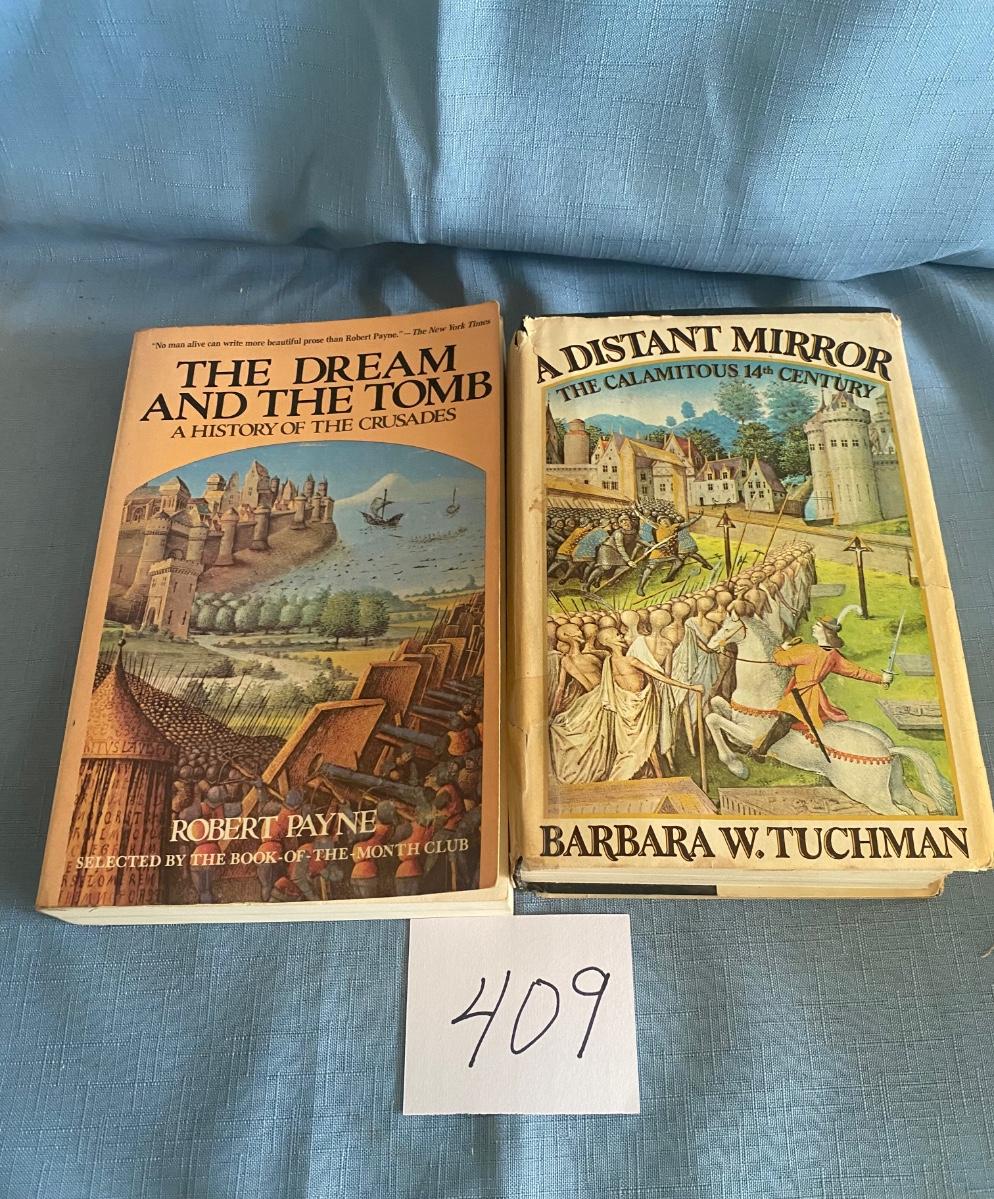 "No man alive can write more beautiful prose than Robert Payne." — The New York Times
THE DREAM
AND THE TOMB
A HISTORY OF THE CRUSADES
ROBERT PAYNE
SELECTED BY THE BOOK-OF-THE-MONTH CLUB
A DISTANT MIRROR
THE CALAMITOUS 14th CENTURY
BARBARA W. TUCHMAN
409